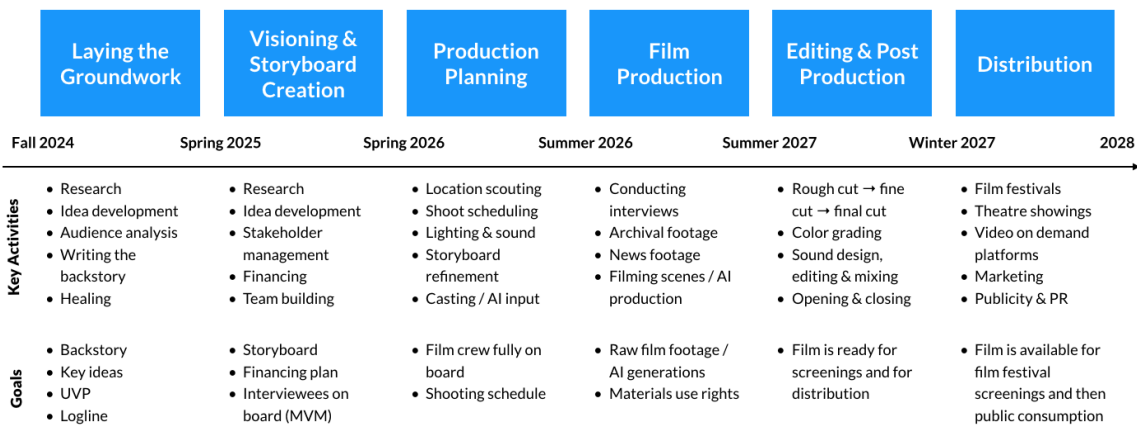 Laying the
Groundwork
Visioning &
Storyboard
Creation
Production
Planning
Film
Production
Editing & Post
Production
Distribution
Fall 2024
Spring 2025
Spring 2026
Summer 2026
Summer 2027
Winter 2027
2028
Key Activities
• Research
• Idea development
• Audience analysis
• Writing the
backstory
• Healing
• Research
• Idea development
• Stakeholder
management
• Financing
• Team building
• Location scouting
• Shoot scheduling
• Lighting & sound
• Storyboard
refinement
• Casting / AI input
• Conducting
interviews
• Archival footage
• News footage
• Filming scenes / AI
production
• Rough cut → fine
cut → final cut
• Color grading
• Sound design,
editing & mixing
• Opening & closing
• Film festivals
• Theatre showings
• Video on demand
platforms
• Marketing
• Publicity & PR
Goals
• Backstory
• Key ideas
• UVP
• Logline
• Storyboard
• Financing plan
• Interviewees on
board (MVM)
• Film crew fully on
board
• Shooting schedule
• Raw film footage /
AI generations
• Materials use rights
• Film is ready for
screenings and for
distribution
• Film is available for
film festival
screenings and then
public consumption